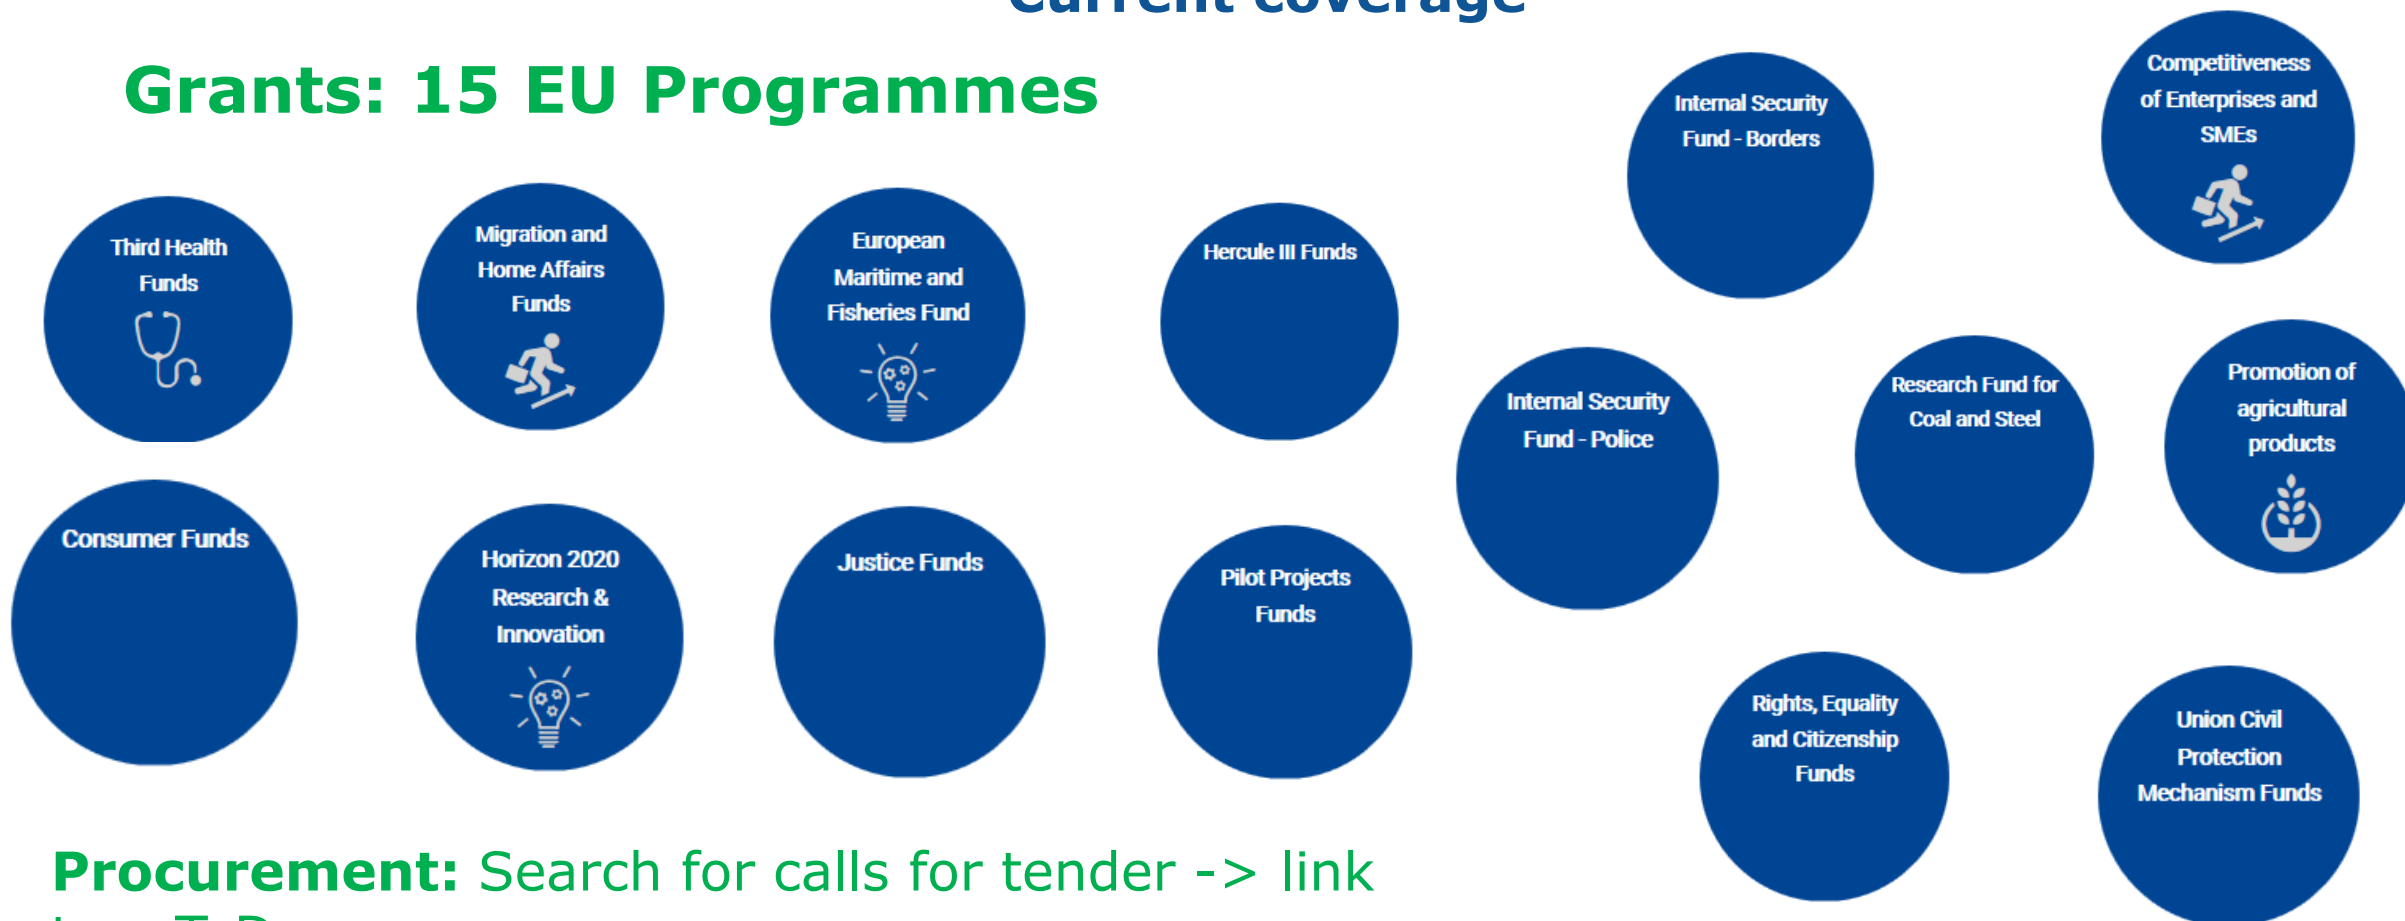 Current coverage
Grants: 15 EU Programmes
Third Health
Funds
Migration and
Home Affairs
Funds
European
Maritime and
Fisheries Fund
Hercule III Funds
Internal Security
Fund - Borders
Competitiveness
of Enterprises and
SMEs
Internal Security
Fund - Police
Research Fund for
Coal and Steel
Promotion of
agricultural
products
Consumer Funds
Horizon 2020
Research &
Innovation
Justice Funds
Pilot Projects
Funds
Rights, Equality
and Citizenship
Funds
Union Civil
Protection
Mechanism Funds
Procurement: Search for calls for tender -> link